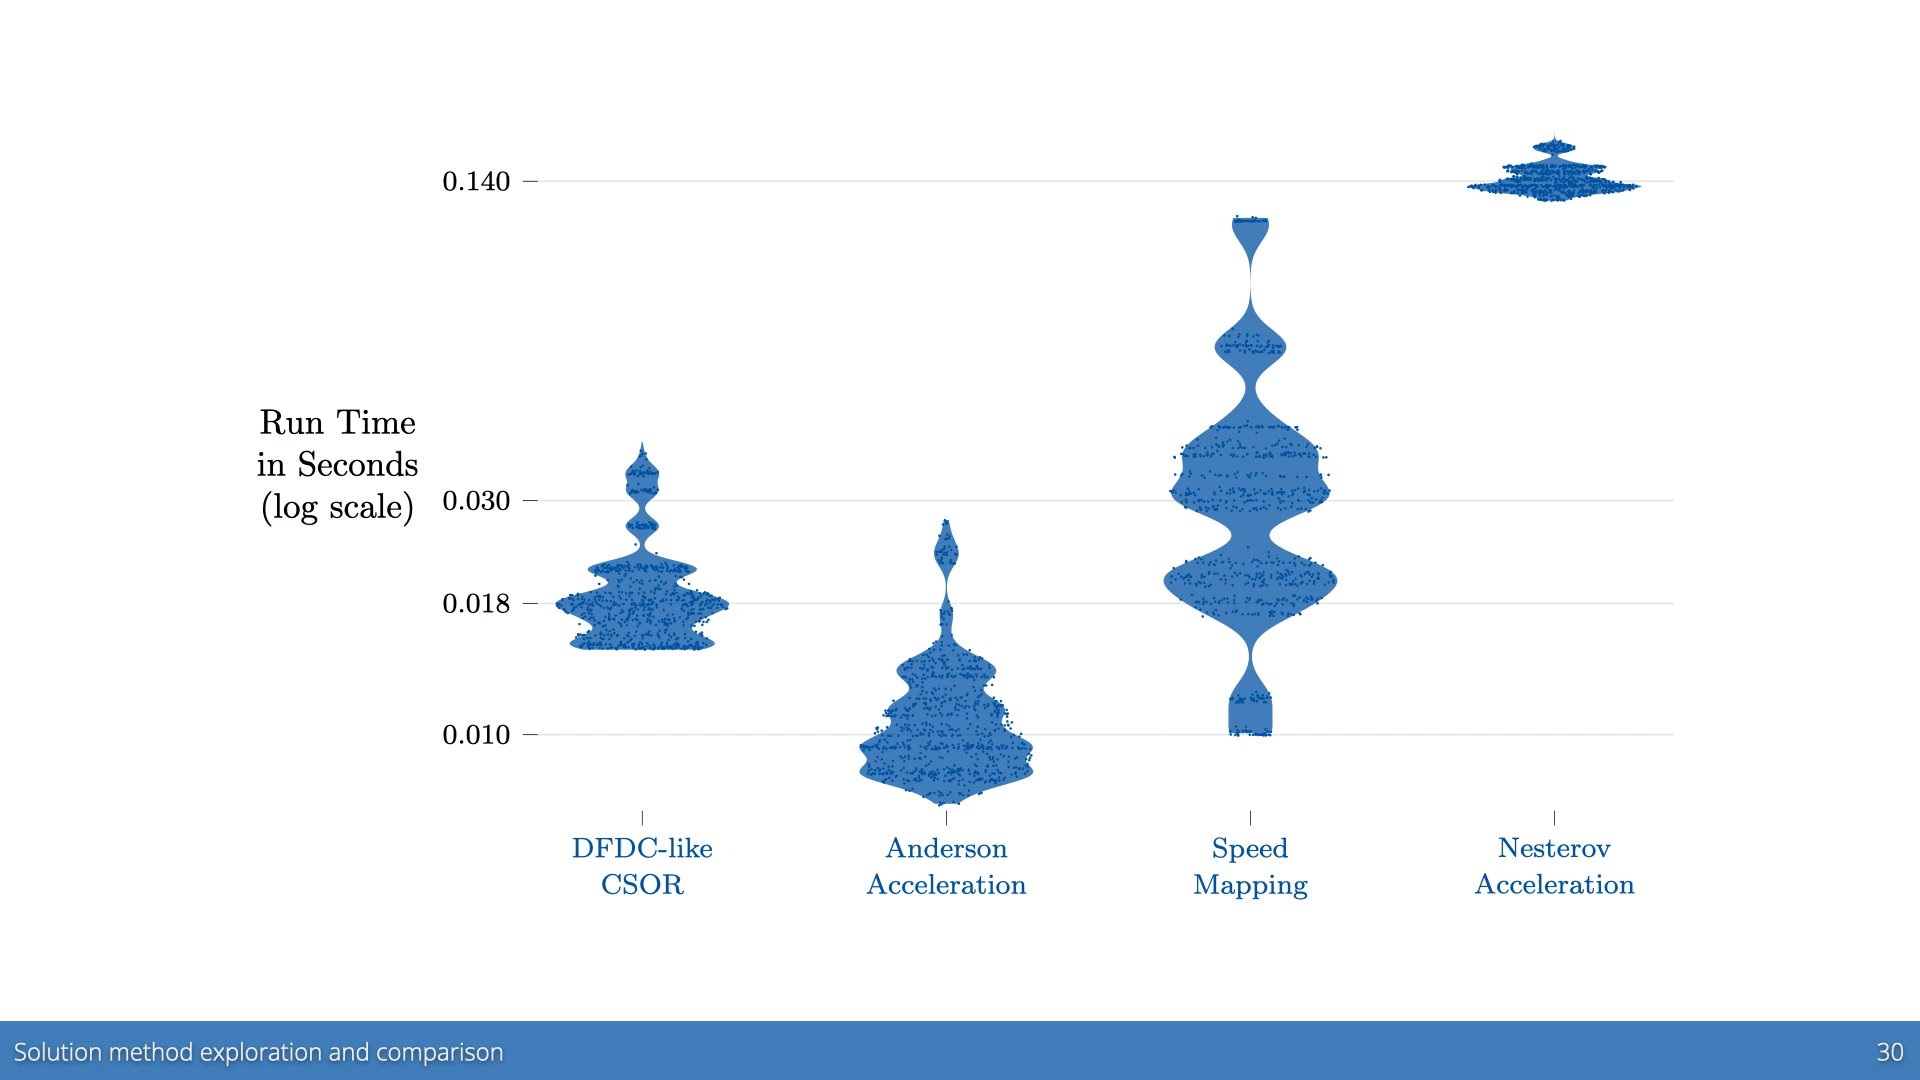 0.140
Run Time
in Seconds
(log scale)
0.030
0.018
0.010
DFDC-like
CSOR
Anderson
Acceleration
Speed
Mapping
Nesterov
Acceleration
Solution method exploration and comparison
30